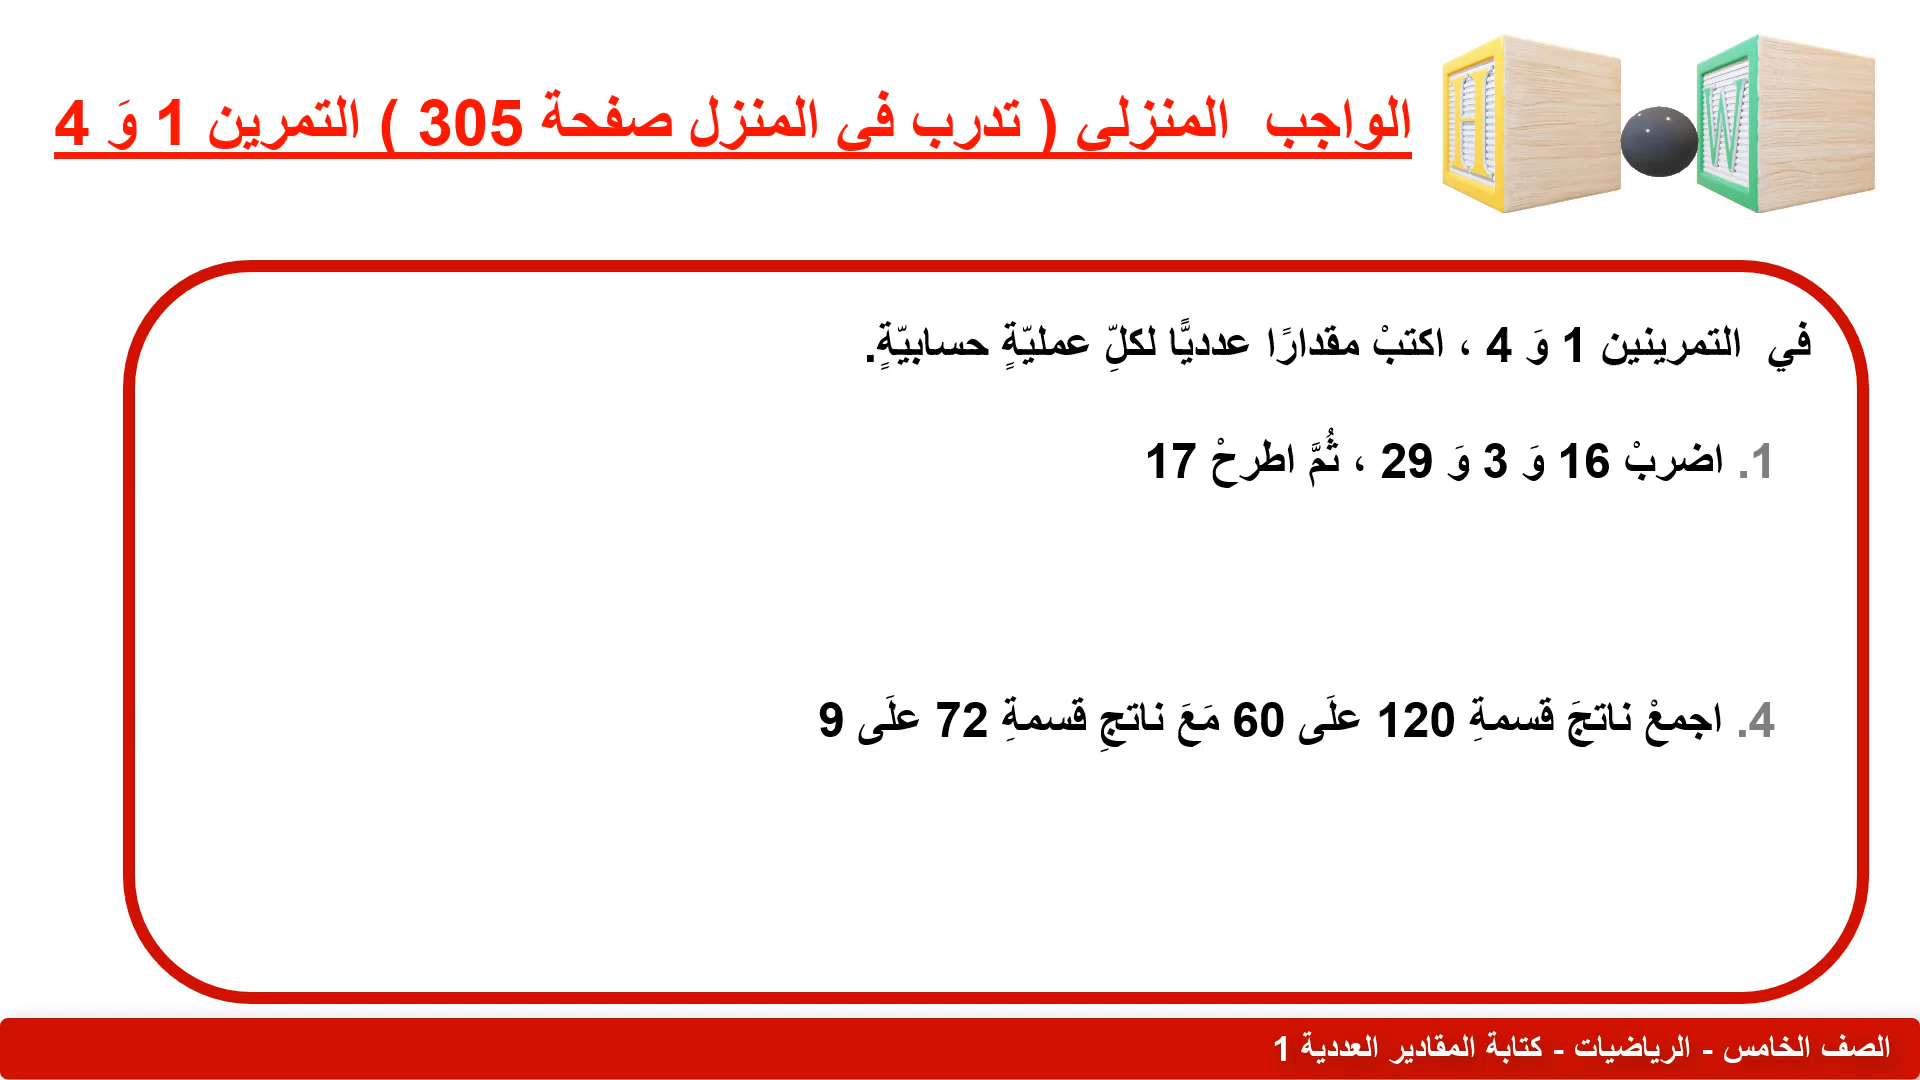 الواجب المنزلى ( تدرب فى المنزل صفحة 305 ) التمرين 1 وَ 4
H W
في التمرينين 1 وَ 4 ، اكتبْ مقدارًا عدديًّا لكلِّ عمليّةٍ حسابيّةٍ.
1. اضربْ 16 وَ 3 وَ 29 ، ثُمَّ اطرحْ 17
4. اجمعْ ناتجَ قسمةِ 120 علَى 60 مَعَ ناتجِ قسمةِ 72 علَى 9
الصف الخامس - الرياضيات - كتابة المقادير العددية 1